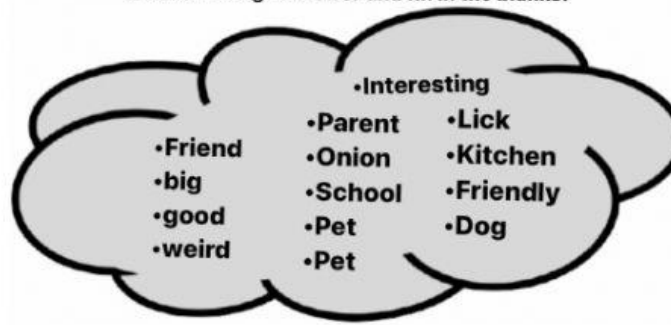 •Interesting
•Friend
•big
•good
•weird
•Parent
•Onion
•School
•Pet
•Pet
•Lick
•Kitchen
•Friendly
•Dog